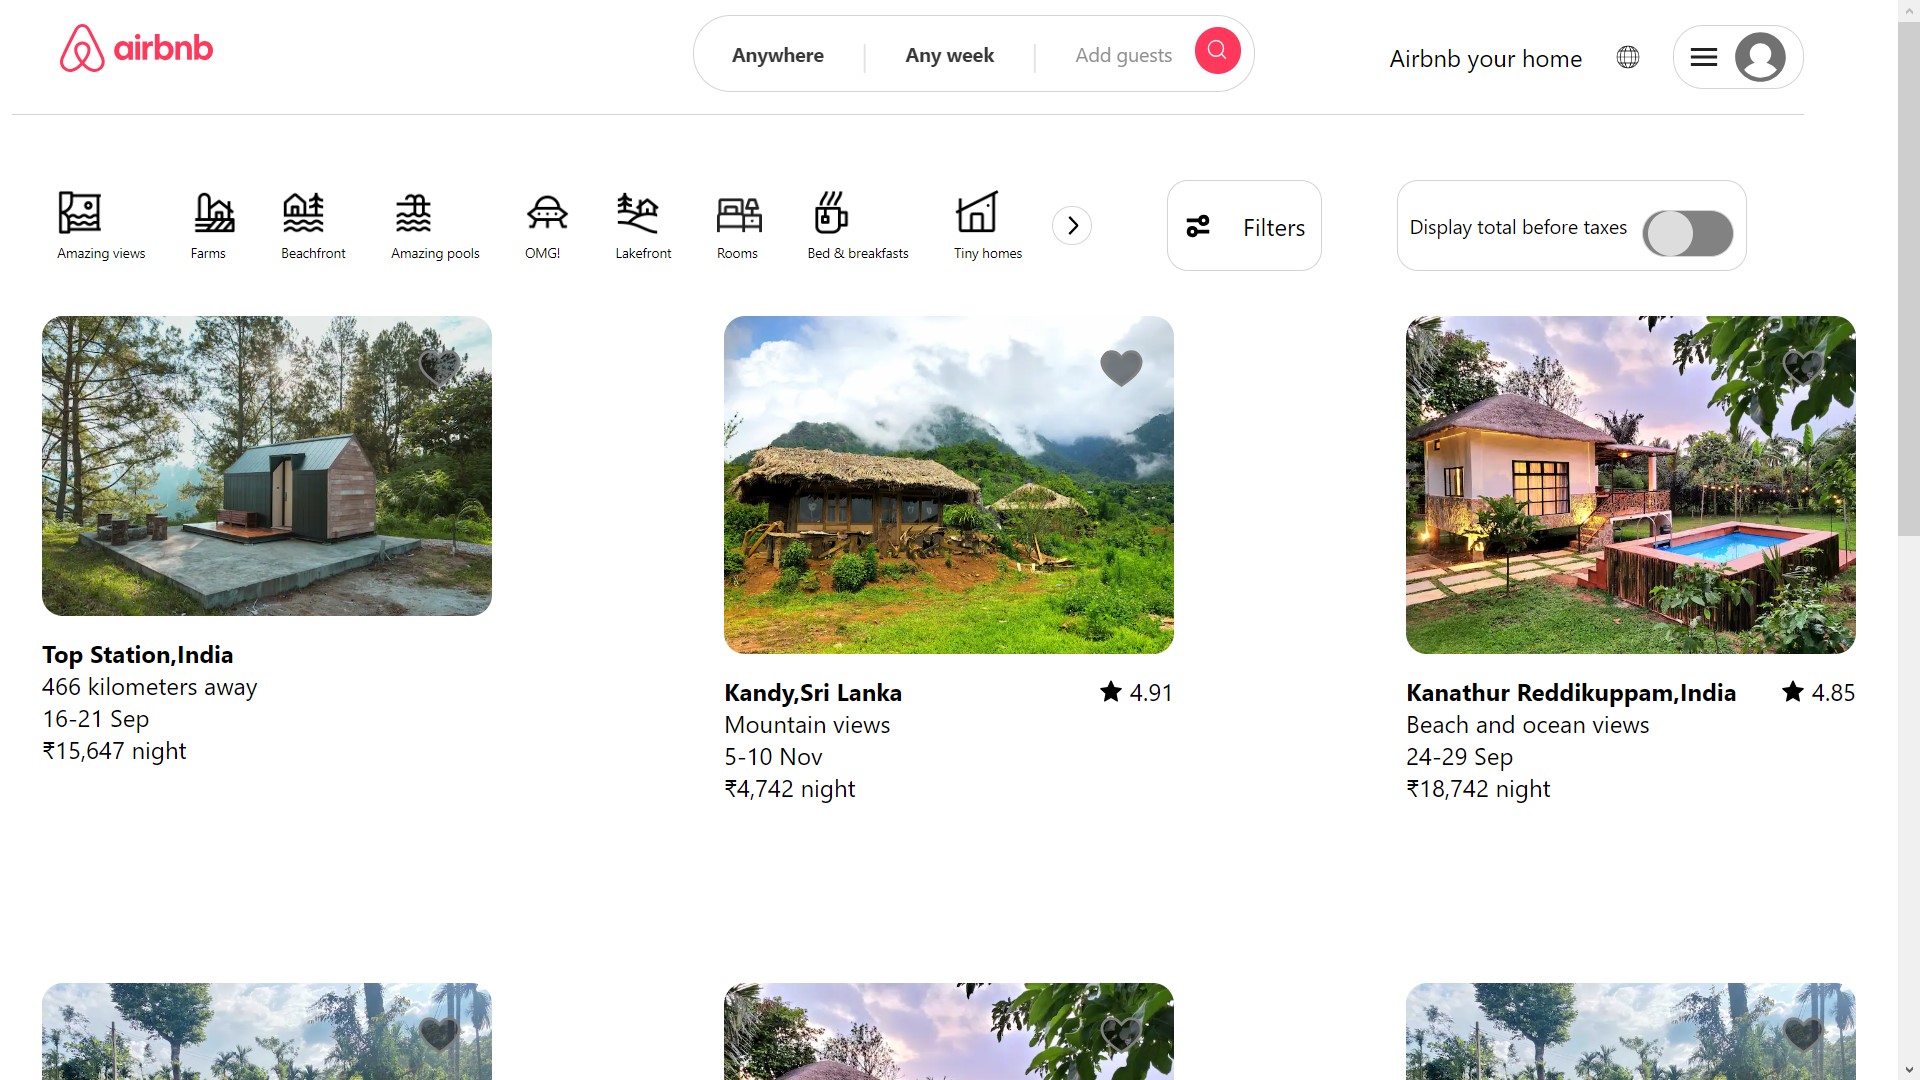 airbnb
Anywhere
Any week
Add guests
Airbnb your home
Amazing views
Farms
Beachfront
Amazing pools
OMG!
Lakefront
Rooms
Bed & breakfasts
Tiny homes
Filters
Display total before taxes
Top Station,India
466 kilometers away
16-21 Sep
₹15,647 night
Kandy,Sri Lanka 4.91
Mountain views
5-10 Nov
₹4,742 night
Kanathur Reddikuppam,India 4.85
Beach and ocean views
24-29 Sep
₹18,742 night